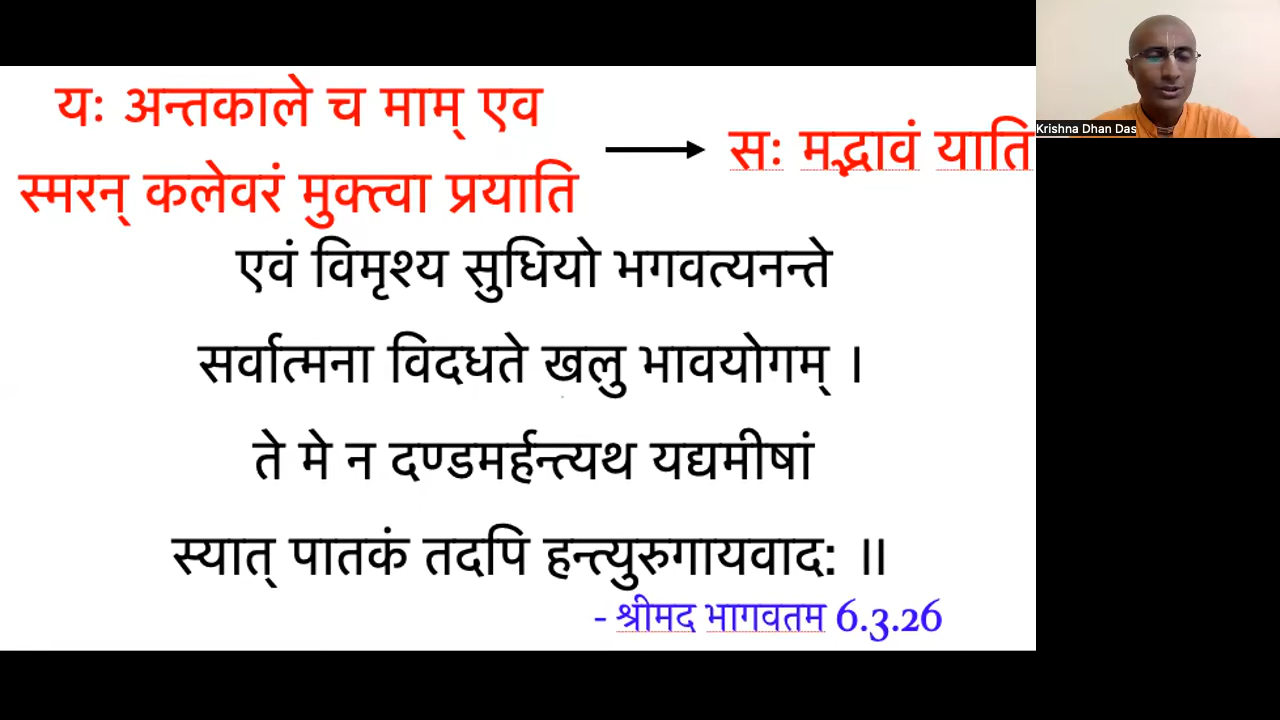 यः अन्तकाले च माम् एव
स्मरन् कलेवरं मुक्त्वा प्रयाति
सः मद्भावं याति
एवं विमृश्य सुधियो भगवत्यनन्ते
सर्वात्मना विदधते खलु भावयोगम् ।
ते मे न दण्डमर्हन्त्यथ यद्यमीषां
स्यात् पातकं तदपि हन्त्युरुगायवाद: ॥
- श्रीमद भागवतम 6.3.26
Krishna Dhan Das